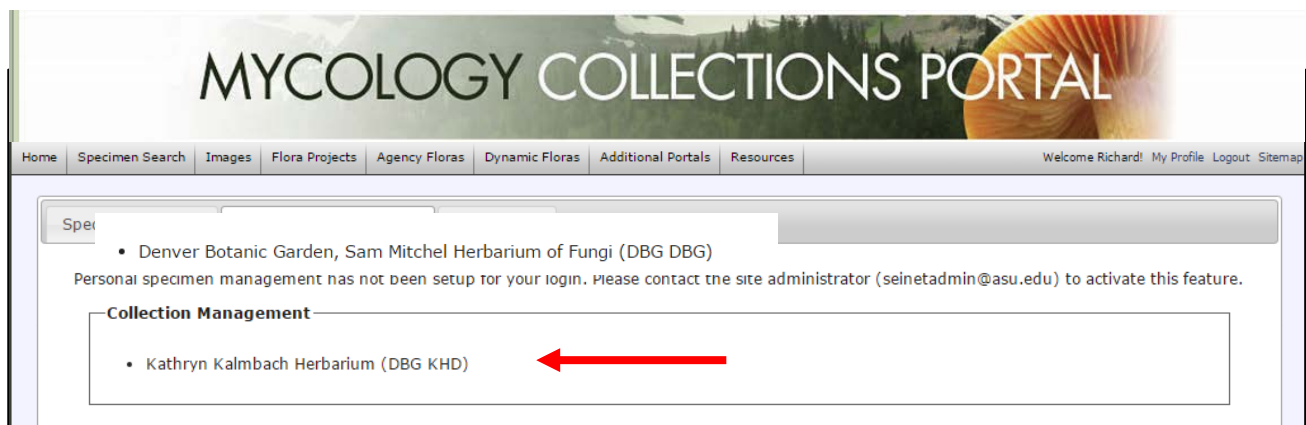 MYCOLOGY COLLECTIONS PORTAL
Home Specimen Search Images Flora Projects Agency Floras Dynamic Floras Additional Portals Resources Welcome Richard! My Profile Logout Sitemap
Spec
• Denver Botanic Garden, Sam Mitchel Herbarium of Fungi (DBG DBG)
Personal specimen management has not been setup for your login. Please contact the site administrator (seinetadmin@asu.edu) to activate this feature.
Collection Management
• Kathryn Kalmbach Herbarium (DBG KHD)